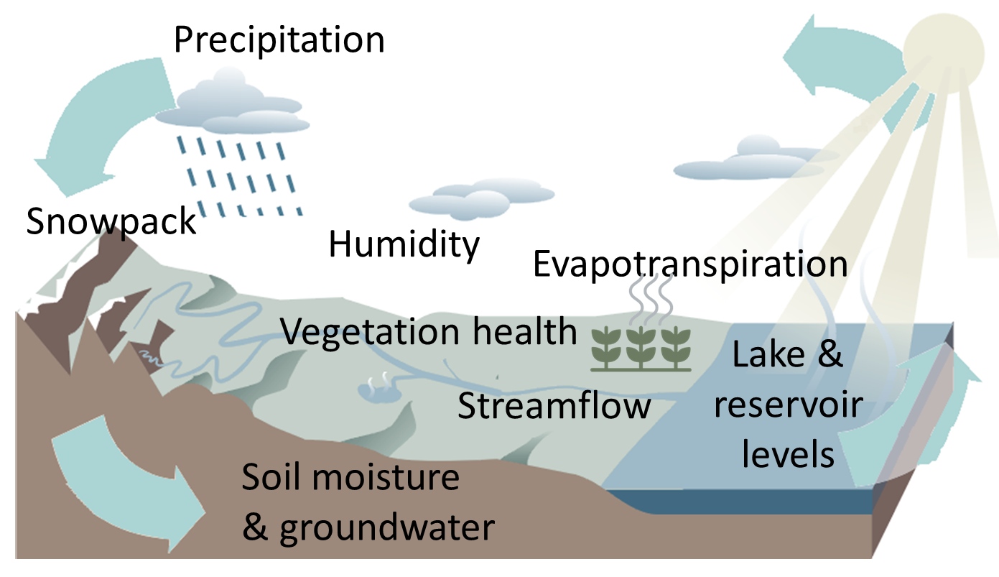 Precipitation
Snowpack
Humidity
Evapotranspiration
Vegetation health
Lake &
reservoir
levels
Streamflow
Soil moisture
& groundwater